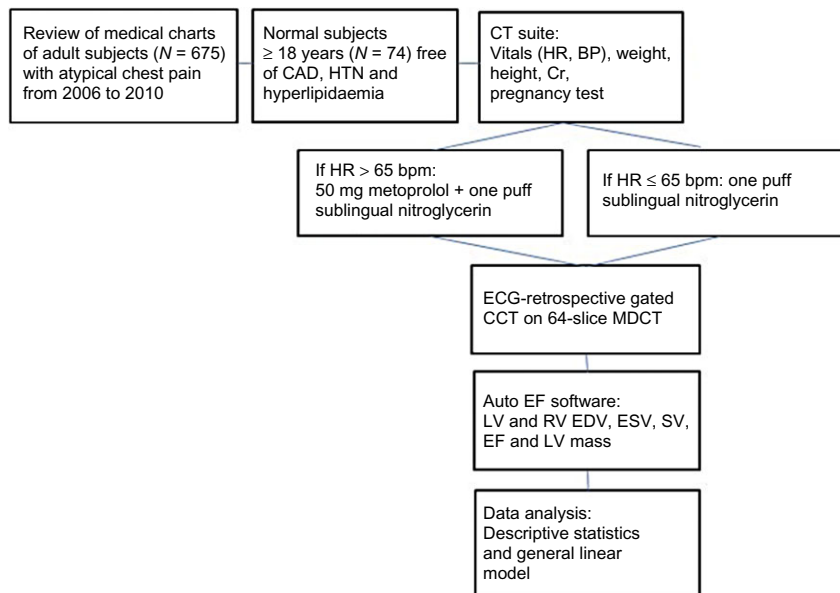 Review of medical charts
of adult subjects (N = 675)
with atypical chest pain
from 2006 to 2010
Normal subjects
≥ 18 years (N = 74) free
of CAD, HTN and
hyperlipidaemia
CT suite:
Vitals (HR, BP), weight,
height, Cr,
pregnancy test
If HR > 65 bpm:
50 mg metoprolol + one puff
sublingual nitroglycerin
If HR ≤ 65 bpm: one puff
sublingual nitroglycerin
ECG-retrospective gated
CCT on 64-slice MDCT
Auto EF software:
LV and RV EDV, ESV, SV,
EF and LV mass
Data analysis:
Descriptive statistics
and general linear
model